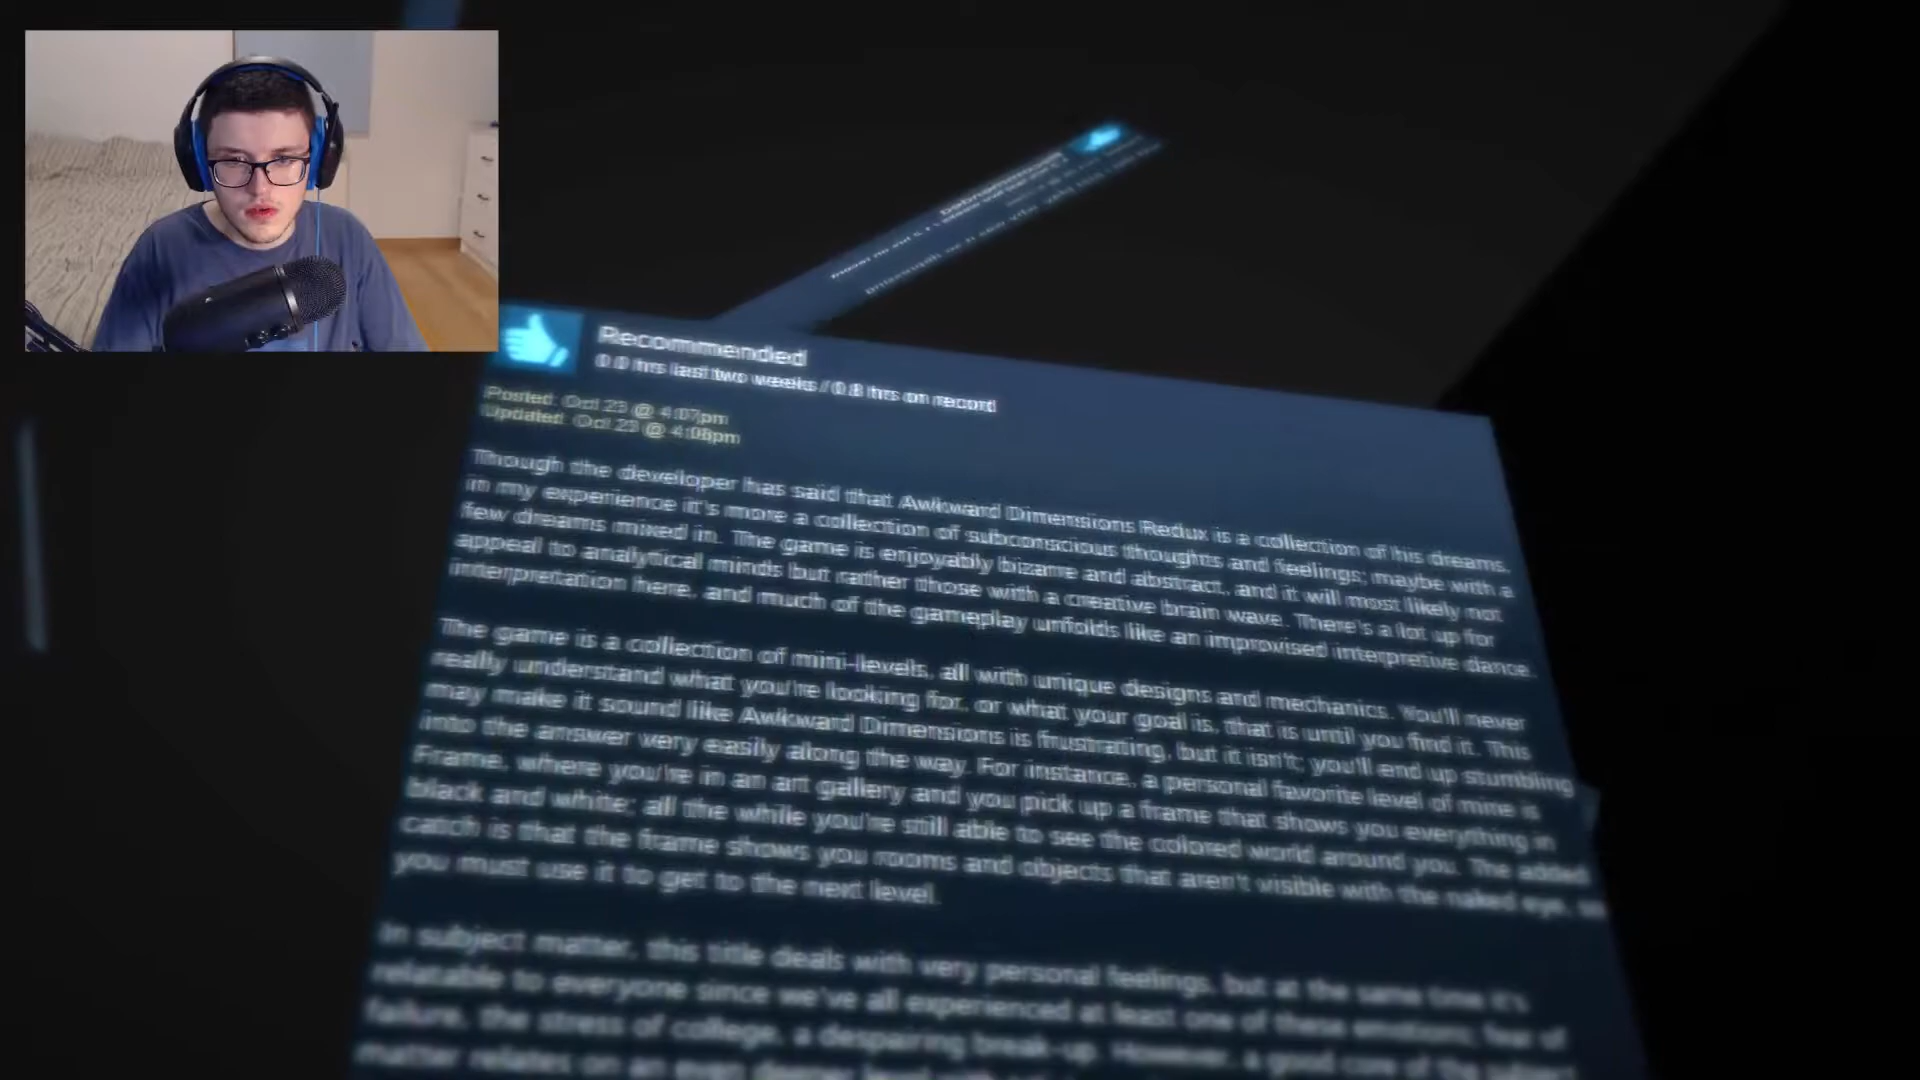 Recommended
0.0 hrs last two weeks / 0.8 hrs on record
Posted: Oct 23 @ 4:07pm
Updated: Oct 23 @ 4:08pm
Though the developer has said that Awkward Dimensions Redux is a collection of his dreams,
in my experience it's more a collection of subconscious thoughts and feelings; maybe with a
few dreams mixed in. The game is enjoyably bizarre and abstract, and it will most likely not
appeal to analytical minds but rather those with a creative brain wave. There's a lot up for
interpretation here, and much of the gameplay unfolds like an improvised interpretive dance.
The game is a collection of mini-levels, all with unique designs and mechanics. You'll never
really understand what you're looking for, or what your goal is, that is until you find it. This
may make it sound like Awkward Dimensions is frustrating, but it isn't; you'll end up stumbling
into the answer very easily along the way. For instance, a personal favorite level of mine is
Frame, where you're in an art gallery and you pick up a frame that shows you everything in
black and white; all the while you're still able to see the colored world around you. The added
catch is that the frame shows you rooms and objects that aren't visible with the naked eye, so
you must use it to get to the next level.
In subject matter, this title deals with very personal feelings, but at the same time it's
relatable to everyone since we've all experienced at least one of these emotions; fear of
failure, the stress of college, a despairing break-up. However, a good core of the subject
matter relates on an even deeper level